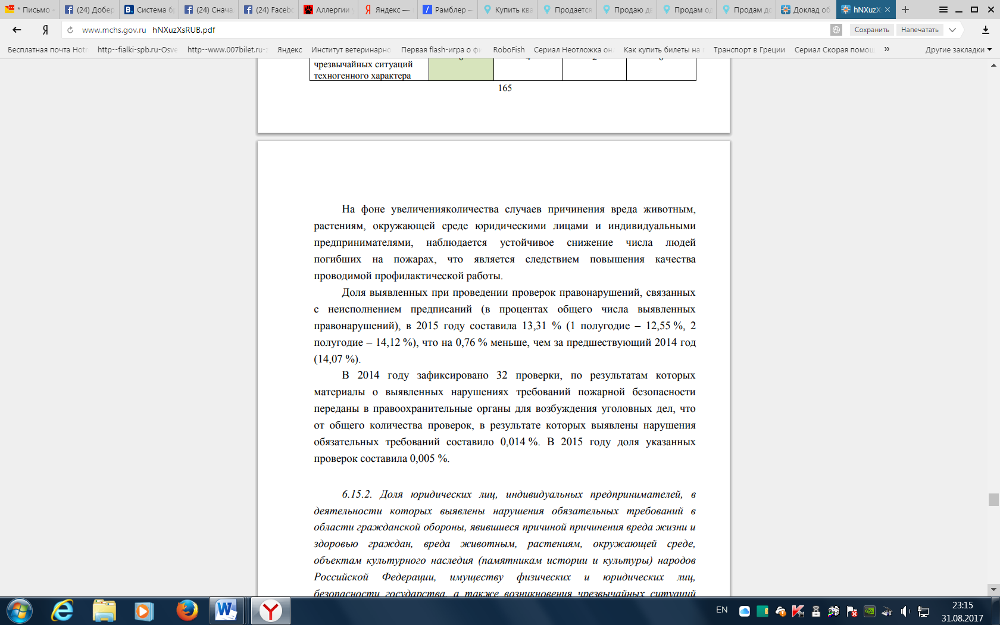 * Письмо
(24) Добер
Система б
(24) Снача
(24) Facebo
Аллергии у
Яндекс —
Рамблер —
Купить ква
Продается
Продаю дв
Продам од
Продам до
Доклад об
hNXuzXs
www.mchs.gov.ru hNXuzXsRUB.pdf
Сохранить
Напечатать
Бесплатная почта Hotm
http--fialki-spb.ru-Osve
http--www.007bilet.ru-z
Яндекс
Институт ветеринарно
Первая flash-игра о фи
RoboFish
Сериал Неотложка он
Как купить билеты на
Транспорт в Греции
Сериал Скорая помощ
»
Другие закладки
чрезвычайных ситуаций
техногенного характера
165
На фоне увеличенияколичества случаев причинения вреда животным,
растениям, окружающей среде юридическими лицами и индивидуальными
предпринимателями, наблюдается устойчивое снижение числа людей
погибших на пожарах, что является следствием повышения качества
проводимой профилактической работы.
Доля выявленных при проведении проверок правонарушений, связанных
с неисполнением предписаний (в процентах общего числа выявленных
правонарушений), в 2015 году составила 13,31 % (1 полугодие – 12,55 %, 2
полугодие – 14,12 %), что на 0,76 % меньше, чем за предшествующий 2014 год
(14,07 %).
В 2014 году зафиксировано 32 проверки, по результатам которых
материалы о выявленных нарушениях требований пожарной безопасности
переданы в правоохранительные органы для возбуждения уголовных дел, что
от общего количества проверок, в результате которых выявлены нарушения
обязательных требований составило 0,014 %. В 2015 году доля указанных
проверок составила 0,005 %.
6.15.2. Доля юридических лиц, индивидуальных предпринимателей, в
деятельности которых выявлены нарушения обязательных требований в
области гражданской обороны, явившиеся причиной причинения вреда жизни и
здоровью граждан, вреда животным, растениям, окружающей среде,
объектам культурного наследия (памятникам истории и культуры) народов
Российской Федерации, имуществу физических и юридических лиц,
безопасности государства, а также возникновения чрезвычайных ситуаций
EN
23:15
31.08.2017